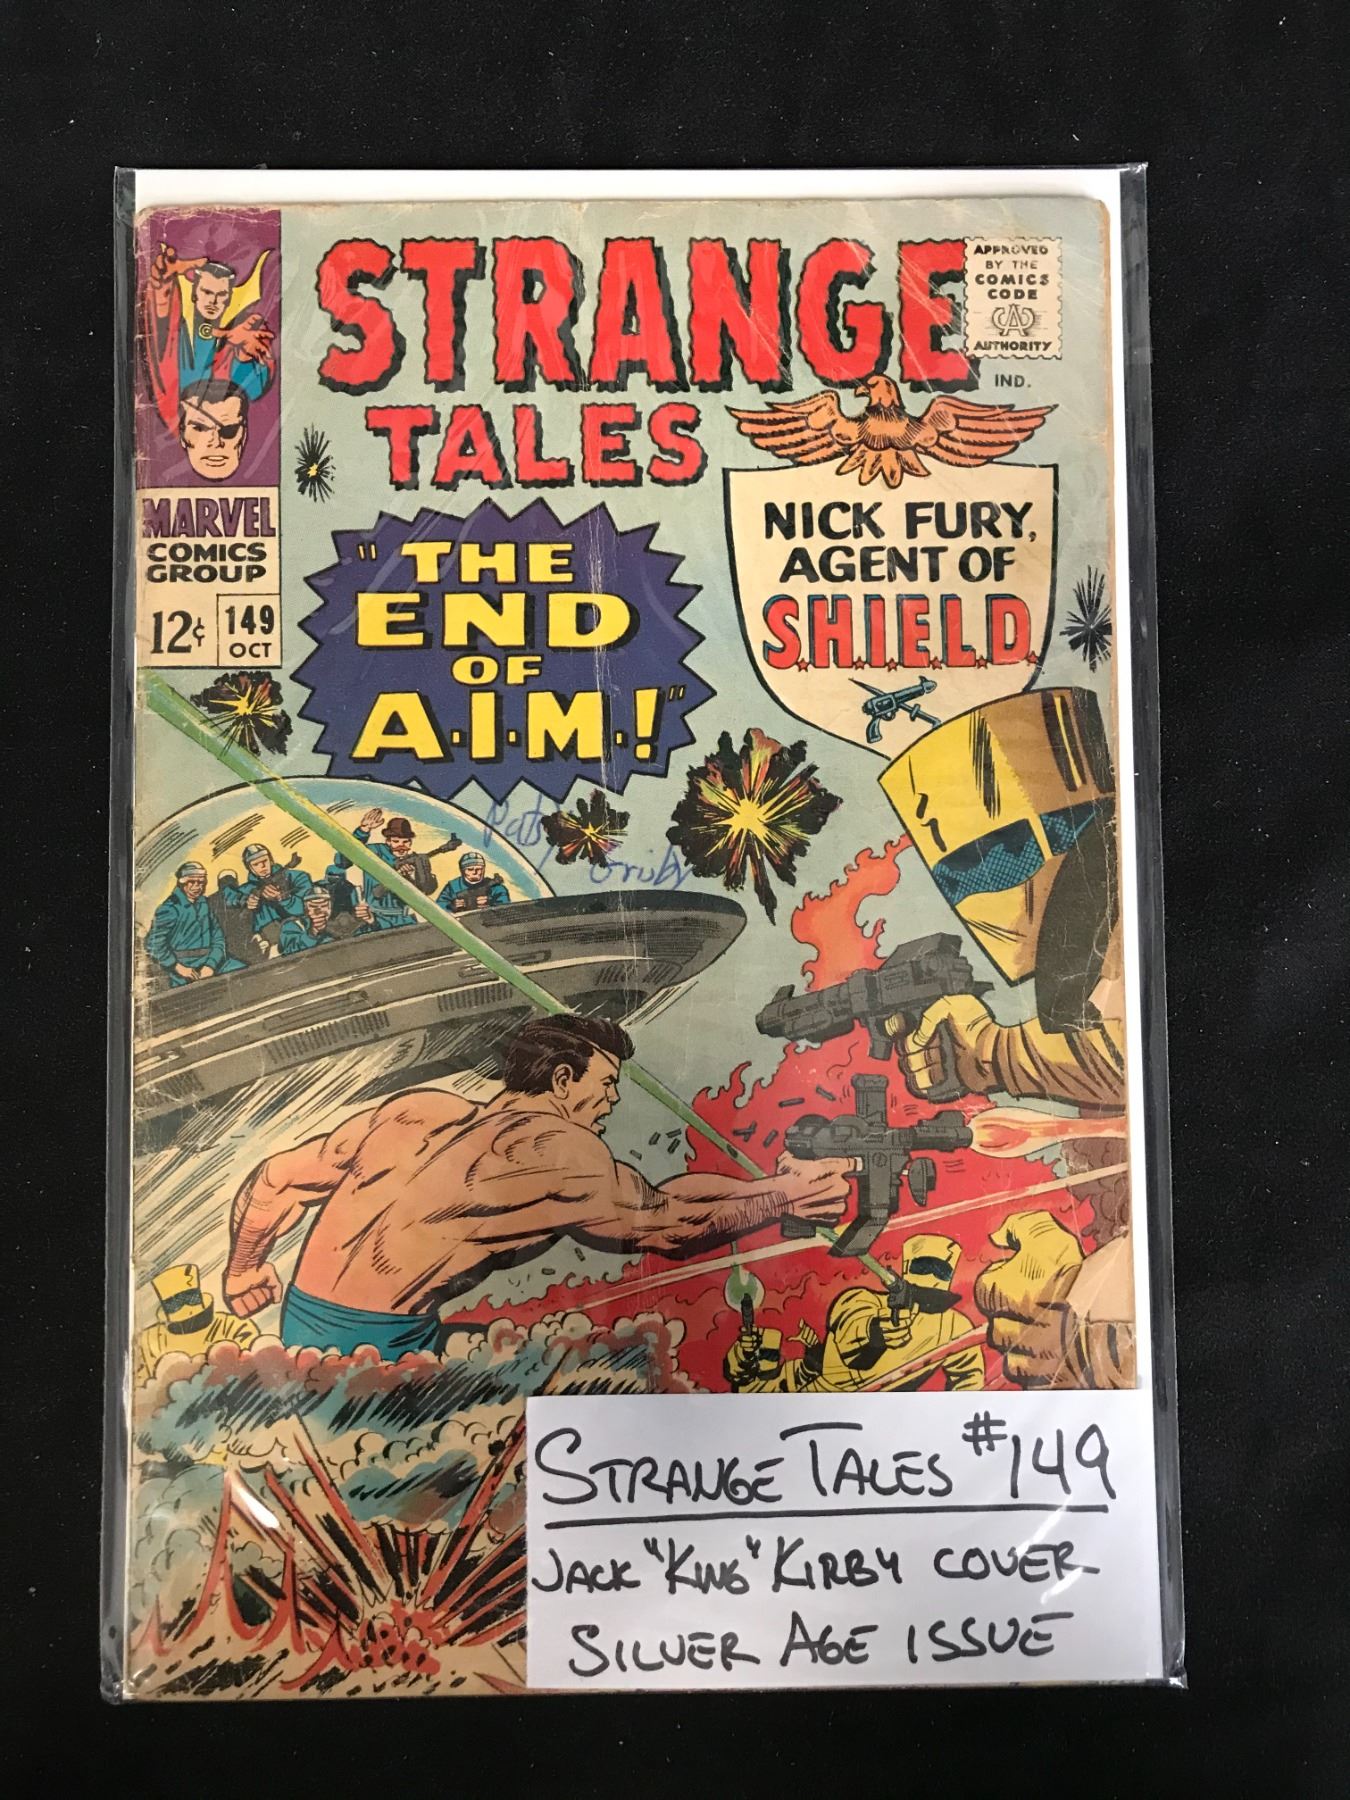 STRANGE
TALES
APPROVED
BY THE
COMICS
CODE
AUTHORITY
IND.
MARVEL
COMICS
GROUP
12¢ 149
OCT
"THE
END
OF
A.I.M.!"
NICK FURY,
AGENT OF
S.H.I.E.L.D.
STRANGE TALES #149
JACK "KING" KIRBY COVER
SILVER AGE ISSUE